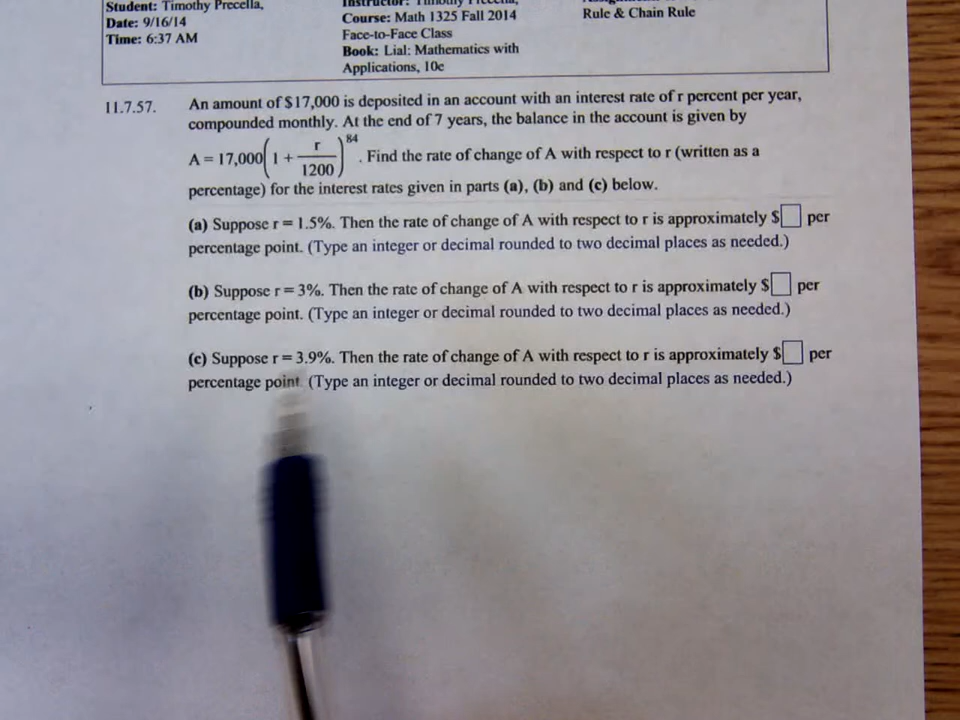 Student: Timothy Precella,
Date: 9/16/14
Time: 6:37 AM
Instructor: Timothy Precella,
Course: Math 1325 Fall 2014
Face-to-Face Class
Book: Lial: Mathematics with
Applications, 10c
Rule & Chain Rule
11.7.57. An amount of $17,000 is deposited in an account with an interest rate of r percent per year,
compounded monthly. At the end of 7 years, the balance in the account is given by
A = 17,000(1 + r/1200)^84. Find the rate of change of A with respect to r (written as a
percentage) for the interest rates given in parts (a), (b) and (c) below.
(a) Suppose r = 1.5%. Then the rate of change of A with respect to r is approximately $□ per
percentage point. (Type an integer or decimal rounded to two decimal places as needed.)
(b) Suppose r = 3%. Then the rate of change of A with respect to r is approximately $□ per
percentage point. (Type an integer or decimal rounded to two decimal places as needed.)
(c) Suppose r = 3.9%. Then the rate of change of A with respect to r is approximately $□ per
percentage point. (Type an integer or decimal rounded to two decimal places as needed.)